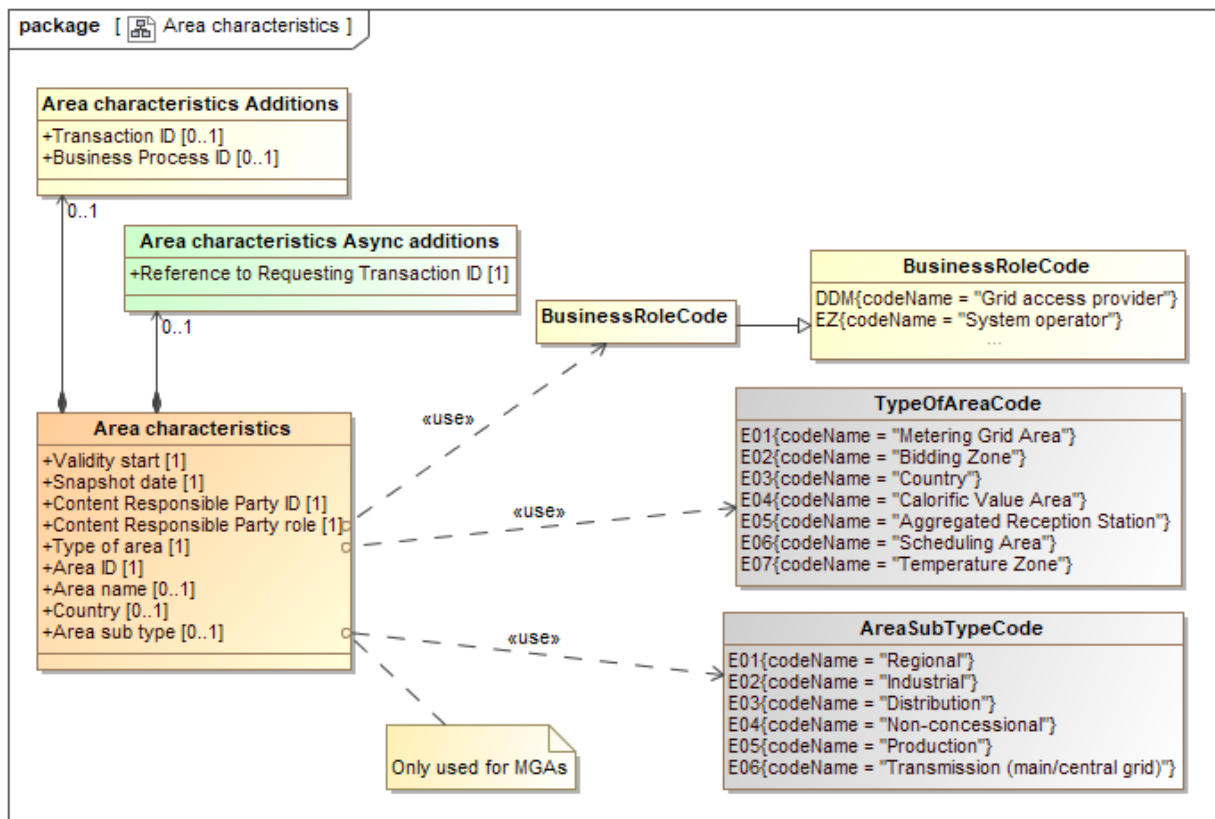 package [ Area characteristics ]
Area characteristics Additions
+Transaction ID [0..1]
+Business Process ID [0..1]
0..1
Area characteristics Async additions
+Reference to Requesting Transaction ID [1]
0..1
BusinessRoleCode
BusinessRoleCode
DDM{codeName = "Grid access provider"}
EZ{codeName = "System operator"}
...
«use»
Area characteristics
+Validity start [1]
+Snapshot date [1]
+Content Responsible Party ID [1]
+Content Responsible Party role [1]
+Type of area [1]
+Area ID [1]
+Area name [0..1]
+Country [0..1]
+Area sub type [0..1]
«use»
TypeOfAreaCode
E01{codeName = "Metering Grid Area"}
E02{codeName = "Bidding Zone"}
E03{codeName = "Country"}
E04{codeName = "Calorific Value Area"}
E05{codeName = "Aggregated Reception Station"}
E06{codeName = "Scheduling Area"}
E07{codeName = "Temperature Zone"}
«use»
AreaSubTypeCode
E01{codeName = "Regional"}
E02{codeName = "Industrial"}
E03{codeName = "Distribution"}
E04{codeName = "Non-concessional"}
E05{codeName = "Production"}
E06{codeName = "Transmission (main/central grid)"}
Only used for MGAs